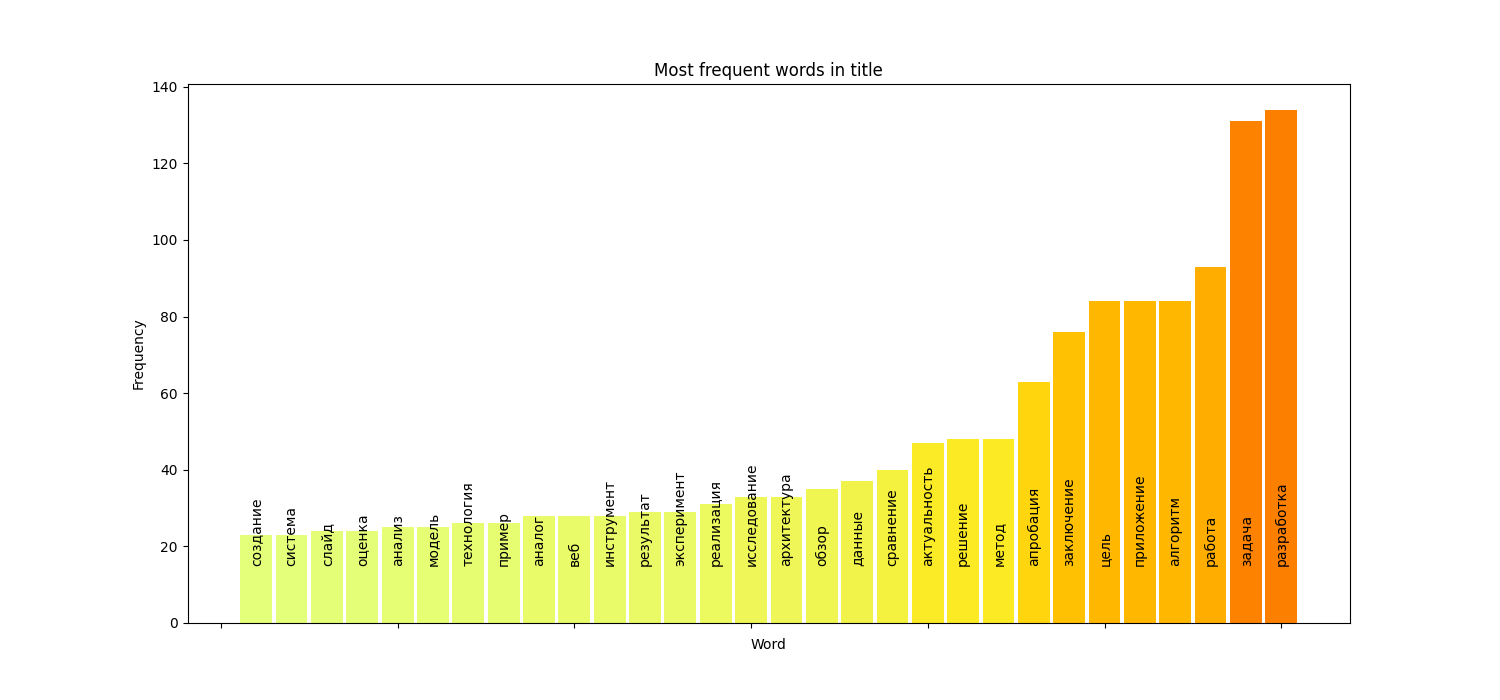 Most frequent words in title
Frequency
140
120
100
80
60
40
20
0
создание
система
слайд
оценка
анализ
модель
технология
пример
аналог
веб
инструмент
результат
эксперимент
реализация
исследование
архитектура
обзор
данные
сравнение
актуальность
решение
метод
апробация
заключение
цель
приложение
алгоритм
работа
задача
разработка
Word